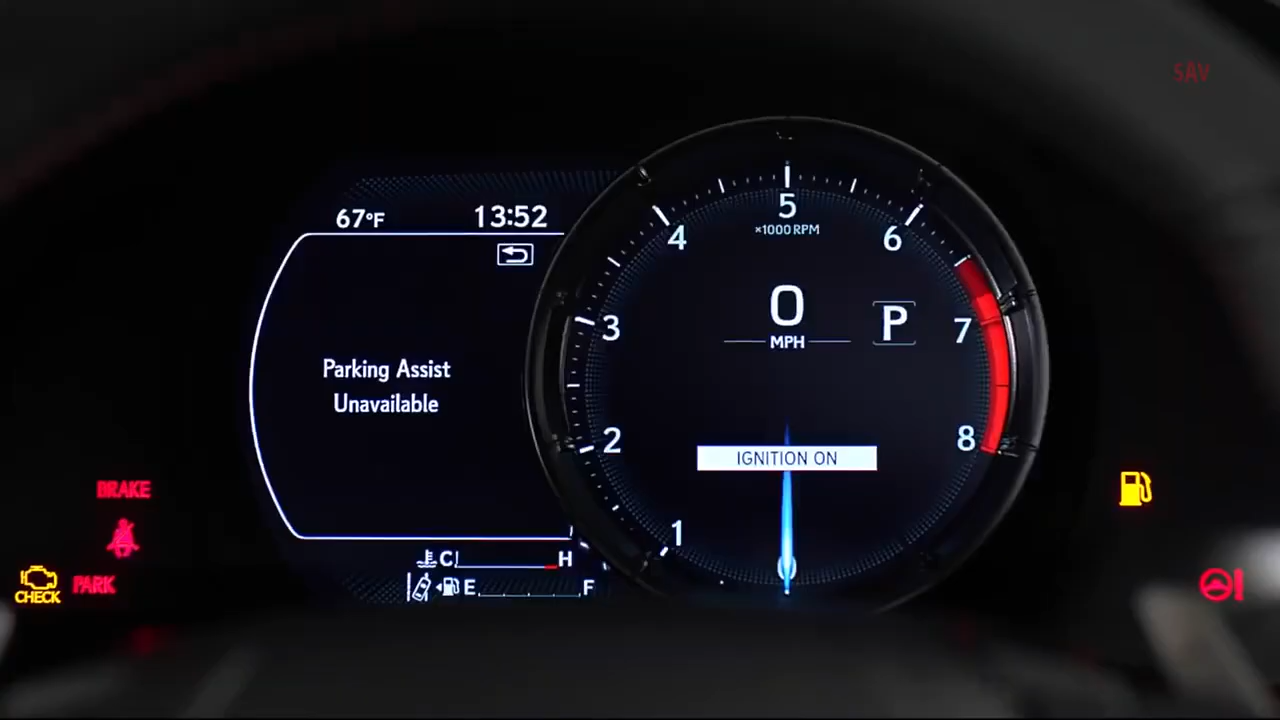 SAV
67°F
13:52
Parking Assist
Unavailable
C H
E F
1
2
3
4
5
6
7
8
×1000 RPM
0
MPH
P
IGNITION ON
BRAKE
CHECK
PARK